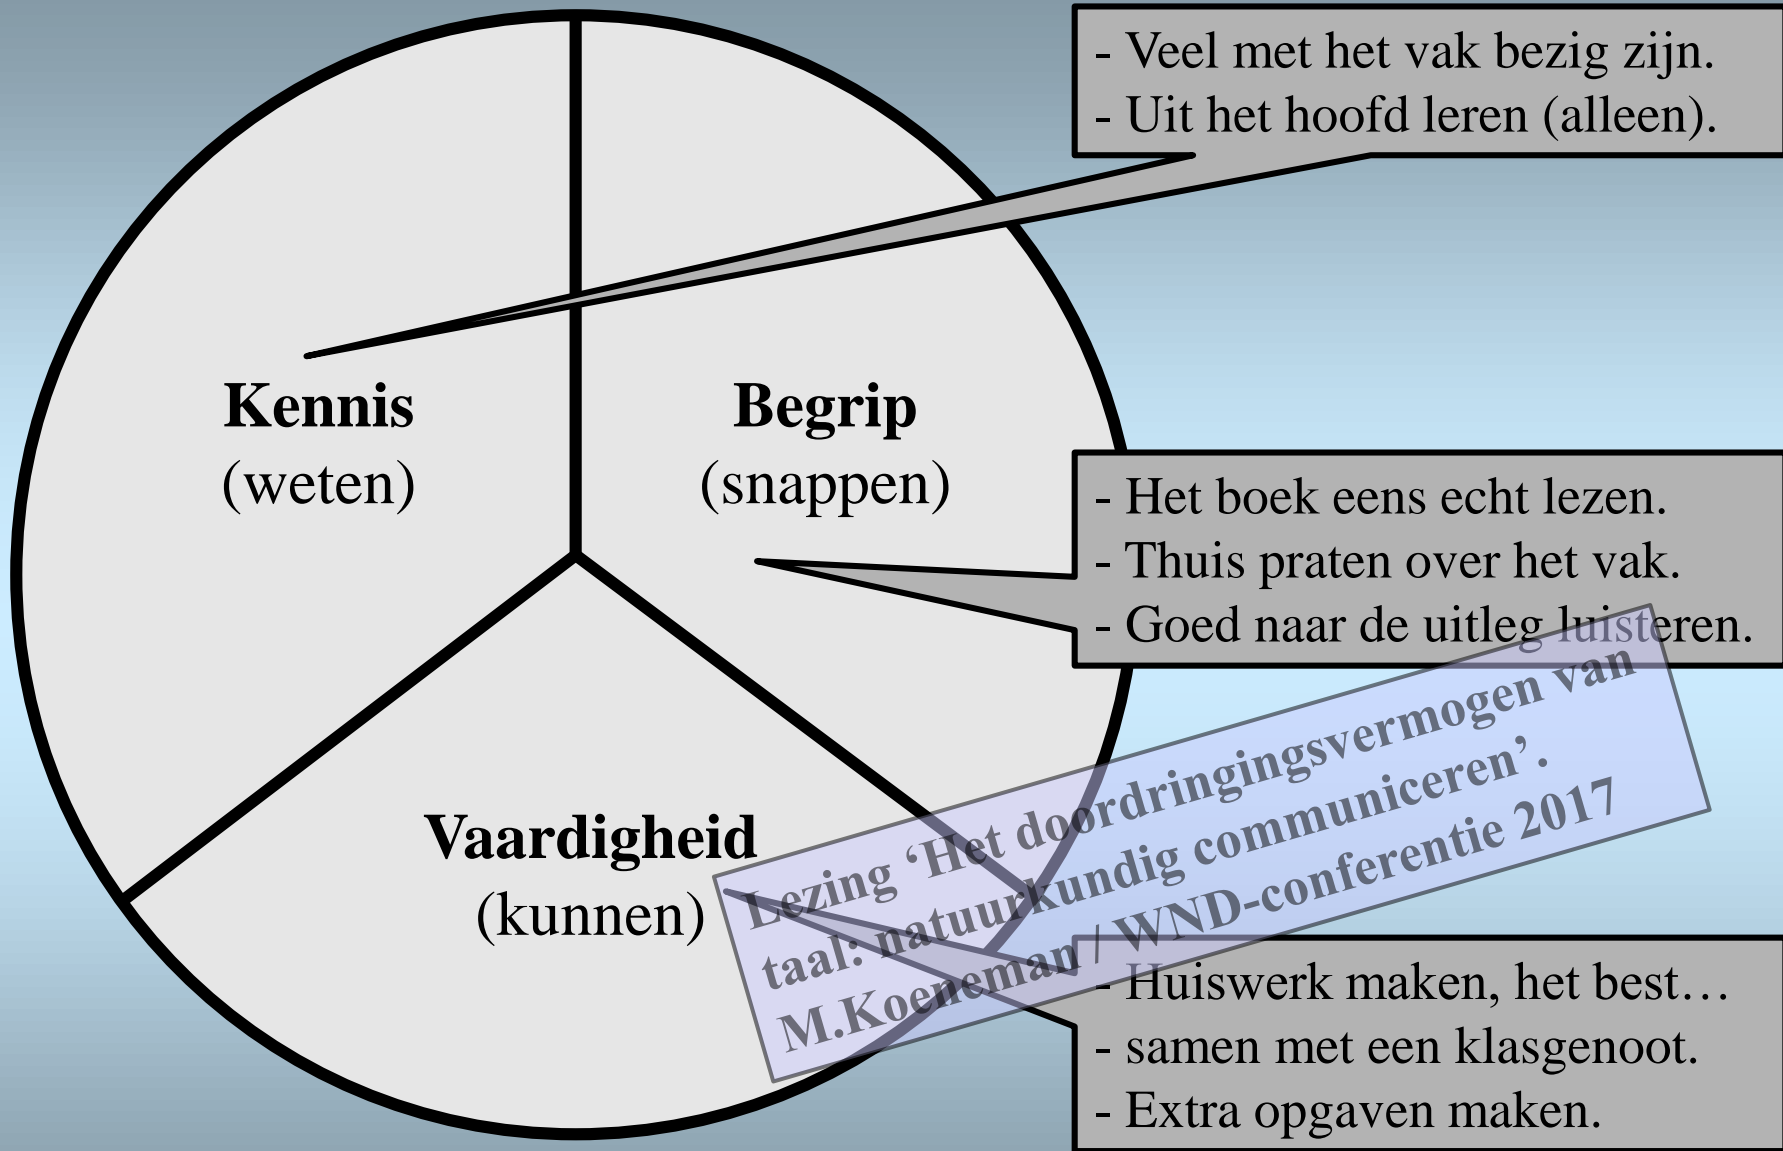 - Veel met het vak bezig zijn.
- Uit het hoofd leren (alleen).
Kennis
(weten)
Begrip
(snappen)
- Het boek eens echt lezen.
- Thuis praten over het vak.
- Goed naar de uitleg luisteren.
Vaardigheid
(kunnen)
Lezing ‘Het doordringingsvermogen van
taal: natuurkundig communiceren’.
M.Koeneman / WND-conferentie 2017
- Huiswerk maken, het best…
- samen met een klasgenoot.
- Extra opgaven maken.